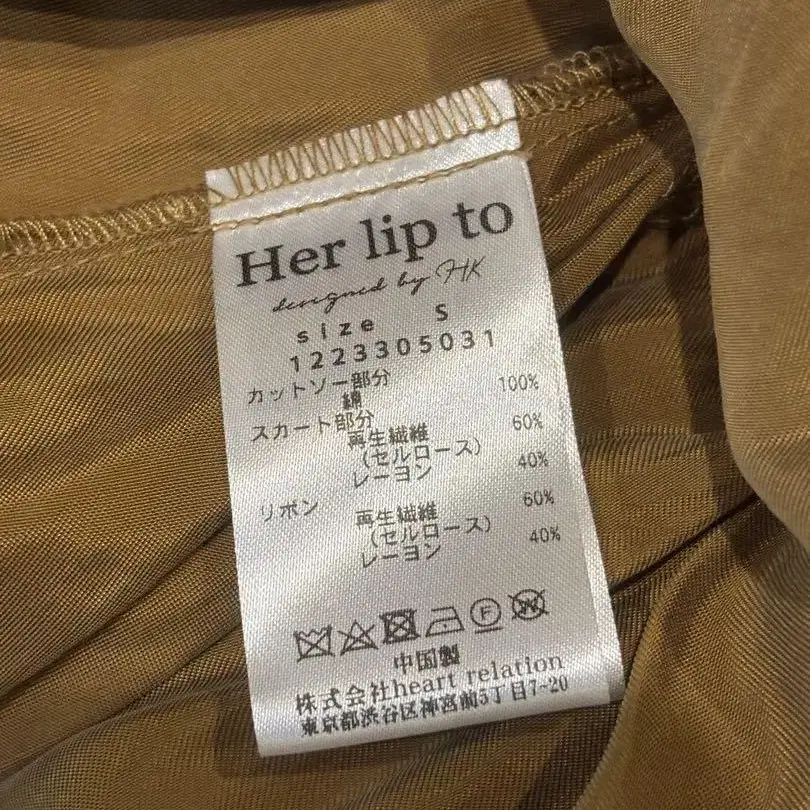 Her lip to
designed by HK
size S
1223305031
カットソー部分
綿 100%
スカート部分
再生繊維 60%
(セルロース)
レーヨン 40%
リボン
再生繊維 60%
(セルロース)
レーヨン 40%
F W
中国製
株式会社heart relation
東京都渋谷区神宮前5丁目7-20